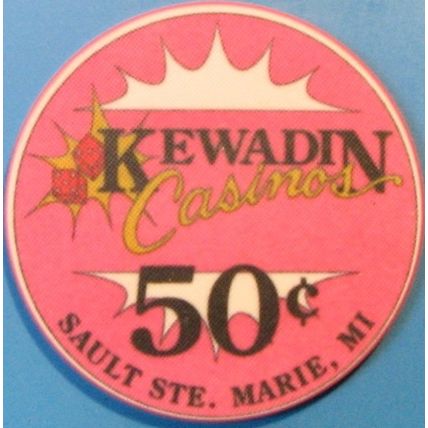 KEWADIN
Casinos
50¢
SAULT STE. MARIE, MI